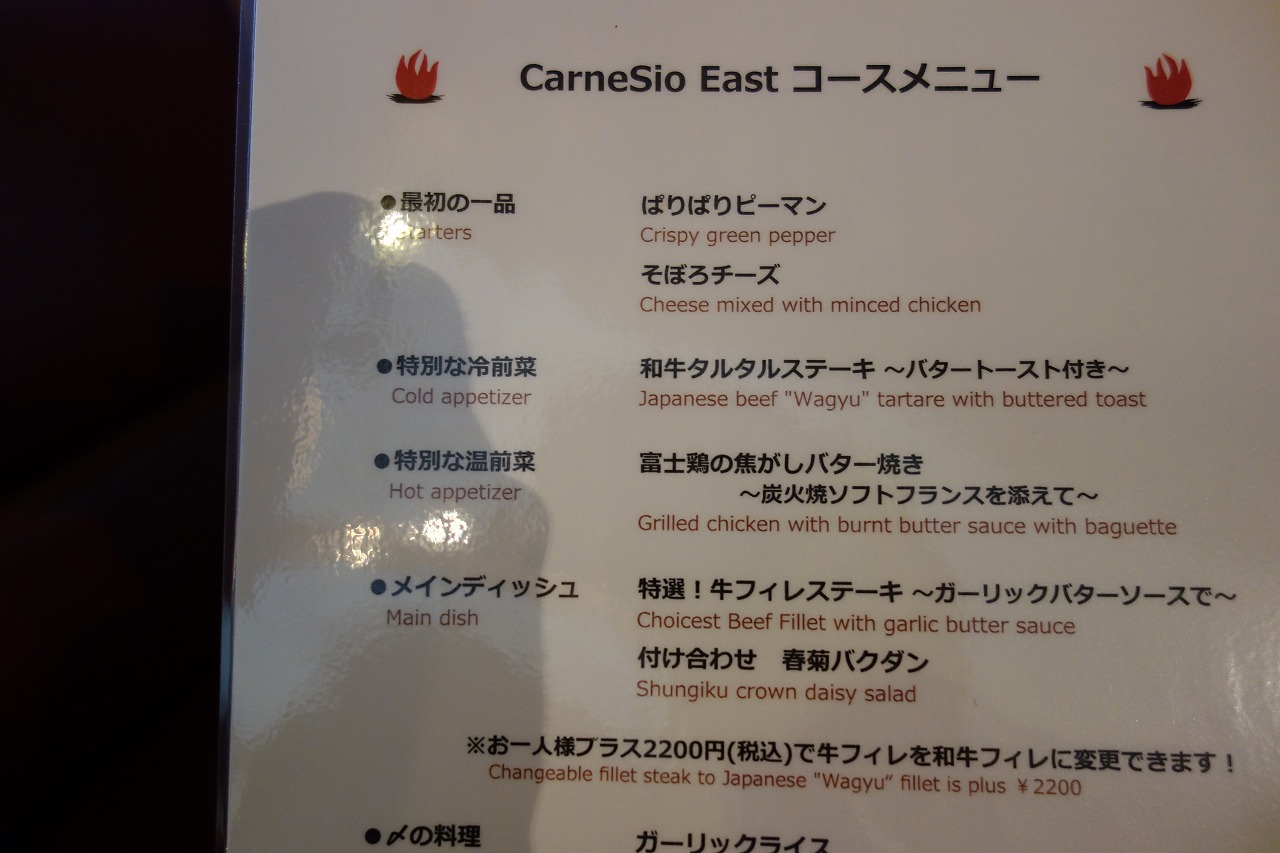 CarneSio East コースメニュー
●最初の一品
Starters
ぱりぱりピーマン
Crispy green pepper
そぼろチーズ
Cheese mixed with minced chicken
●特別な冷前菜
Cold appetizer
和牛タルタルステーキ ～バタートースト付き～
Japanese beef "Wagyu" tartare with buttered toast
●特別な温前菜
Hot appetizer
富士鶏の焦がしバター焼き
～炭火焼ソフトフランスを添えて～
Grilled chicken with burnt butter sauce with baguette
●メインディッシュ
Main dish
特選！牛フィレステーキ ～ガーリックバターソースで～
Choicest Beef Fillet with garlic butter sauce
付け合わせ　春菊バクダン
Shungiku crown daisy salad
※お一人様プラス2200円(税込)で牛フィレを和牛フィレに変更できます！
Changeable fillet steak to Japanese "Wagyu“ fillet is plus ￥2200
●〆の料理
ガーリックライス